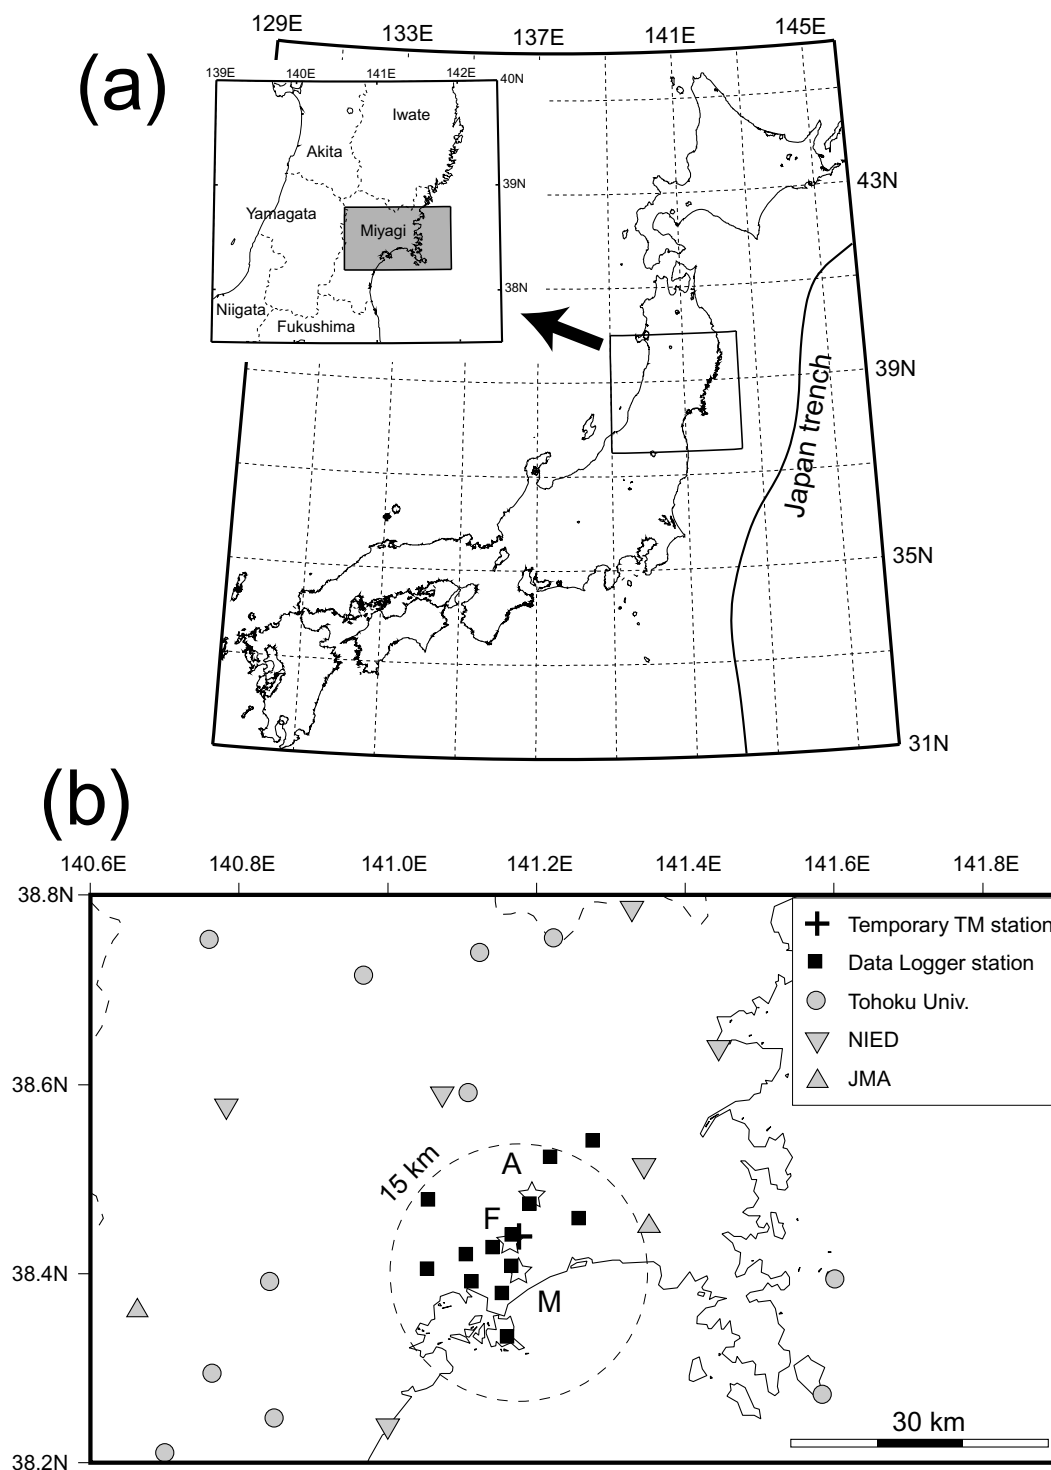 129E 133E 137E 141E 145E
(a)
139E 140E 141E 142E
40N
Iwate
Akita
39N
43N
Yamagata
Miyagi
38N
Niigata
Fukushima
39N
Japan trench
35N
31N
(b)
140.6E 140.8E 141.0E 141.2E 141.4E 141.6E 141.8E
38.8N
Temporary TM station
Data Logger station
Tohoku Univ.
NIED
JMA
38.6N
15 km
A
F
38.4N
M
30 km
38.2N